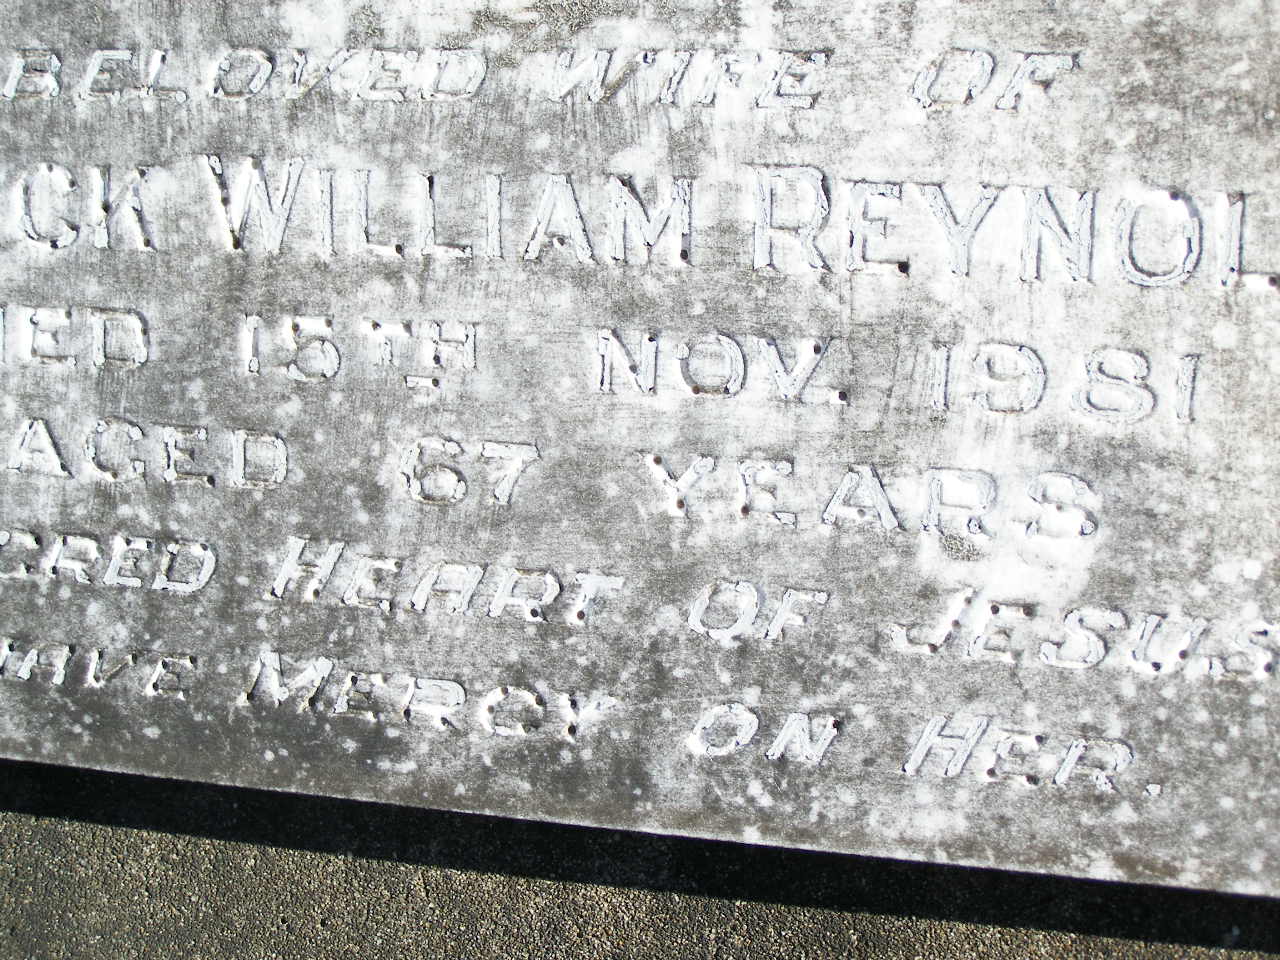 BELOVED WIFE OF
CK WILLIAM REYNOL
IED 15TH NOV. 1981
AGED 67 YEARS
CRED HEART OF JESUS
HAVE MERCY ON HER.